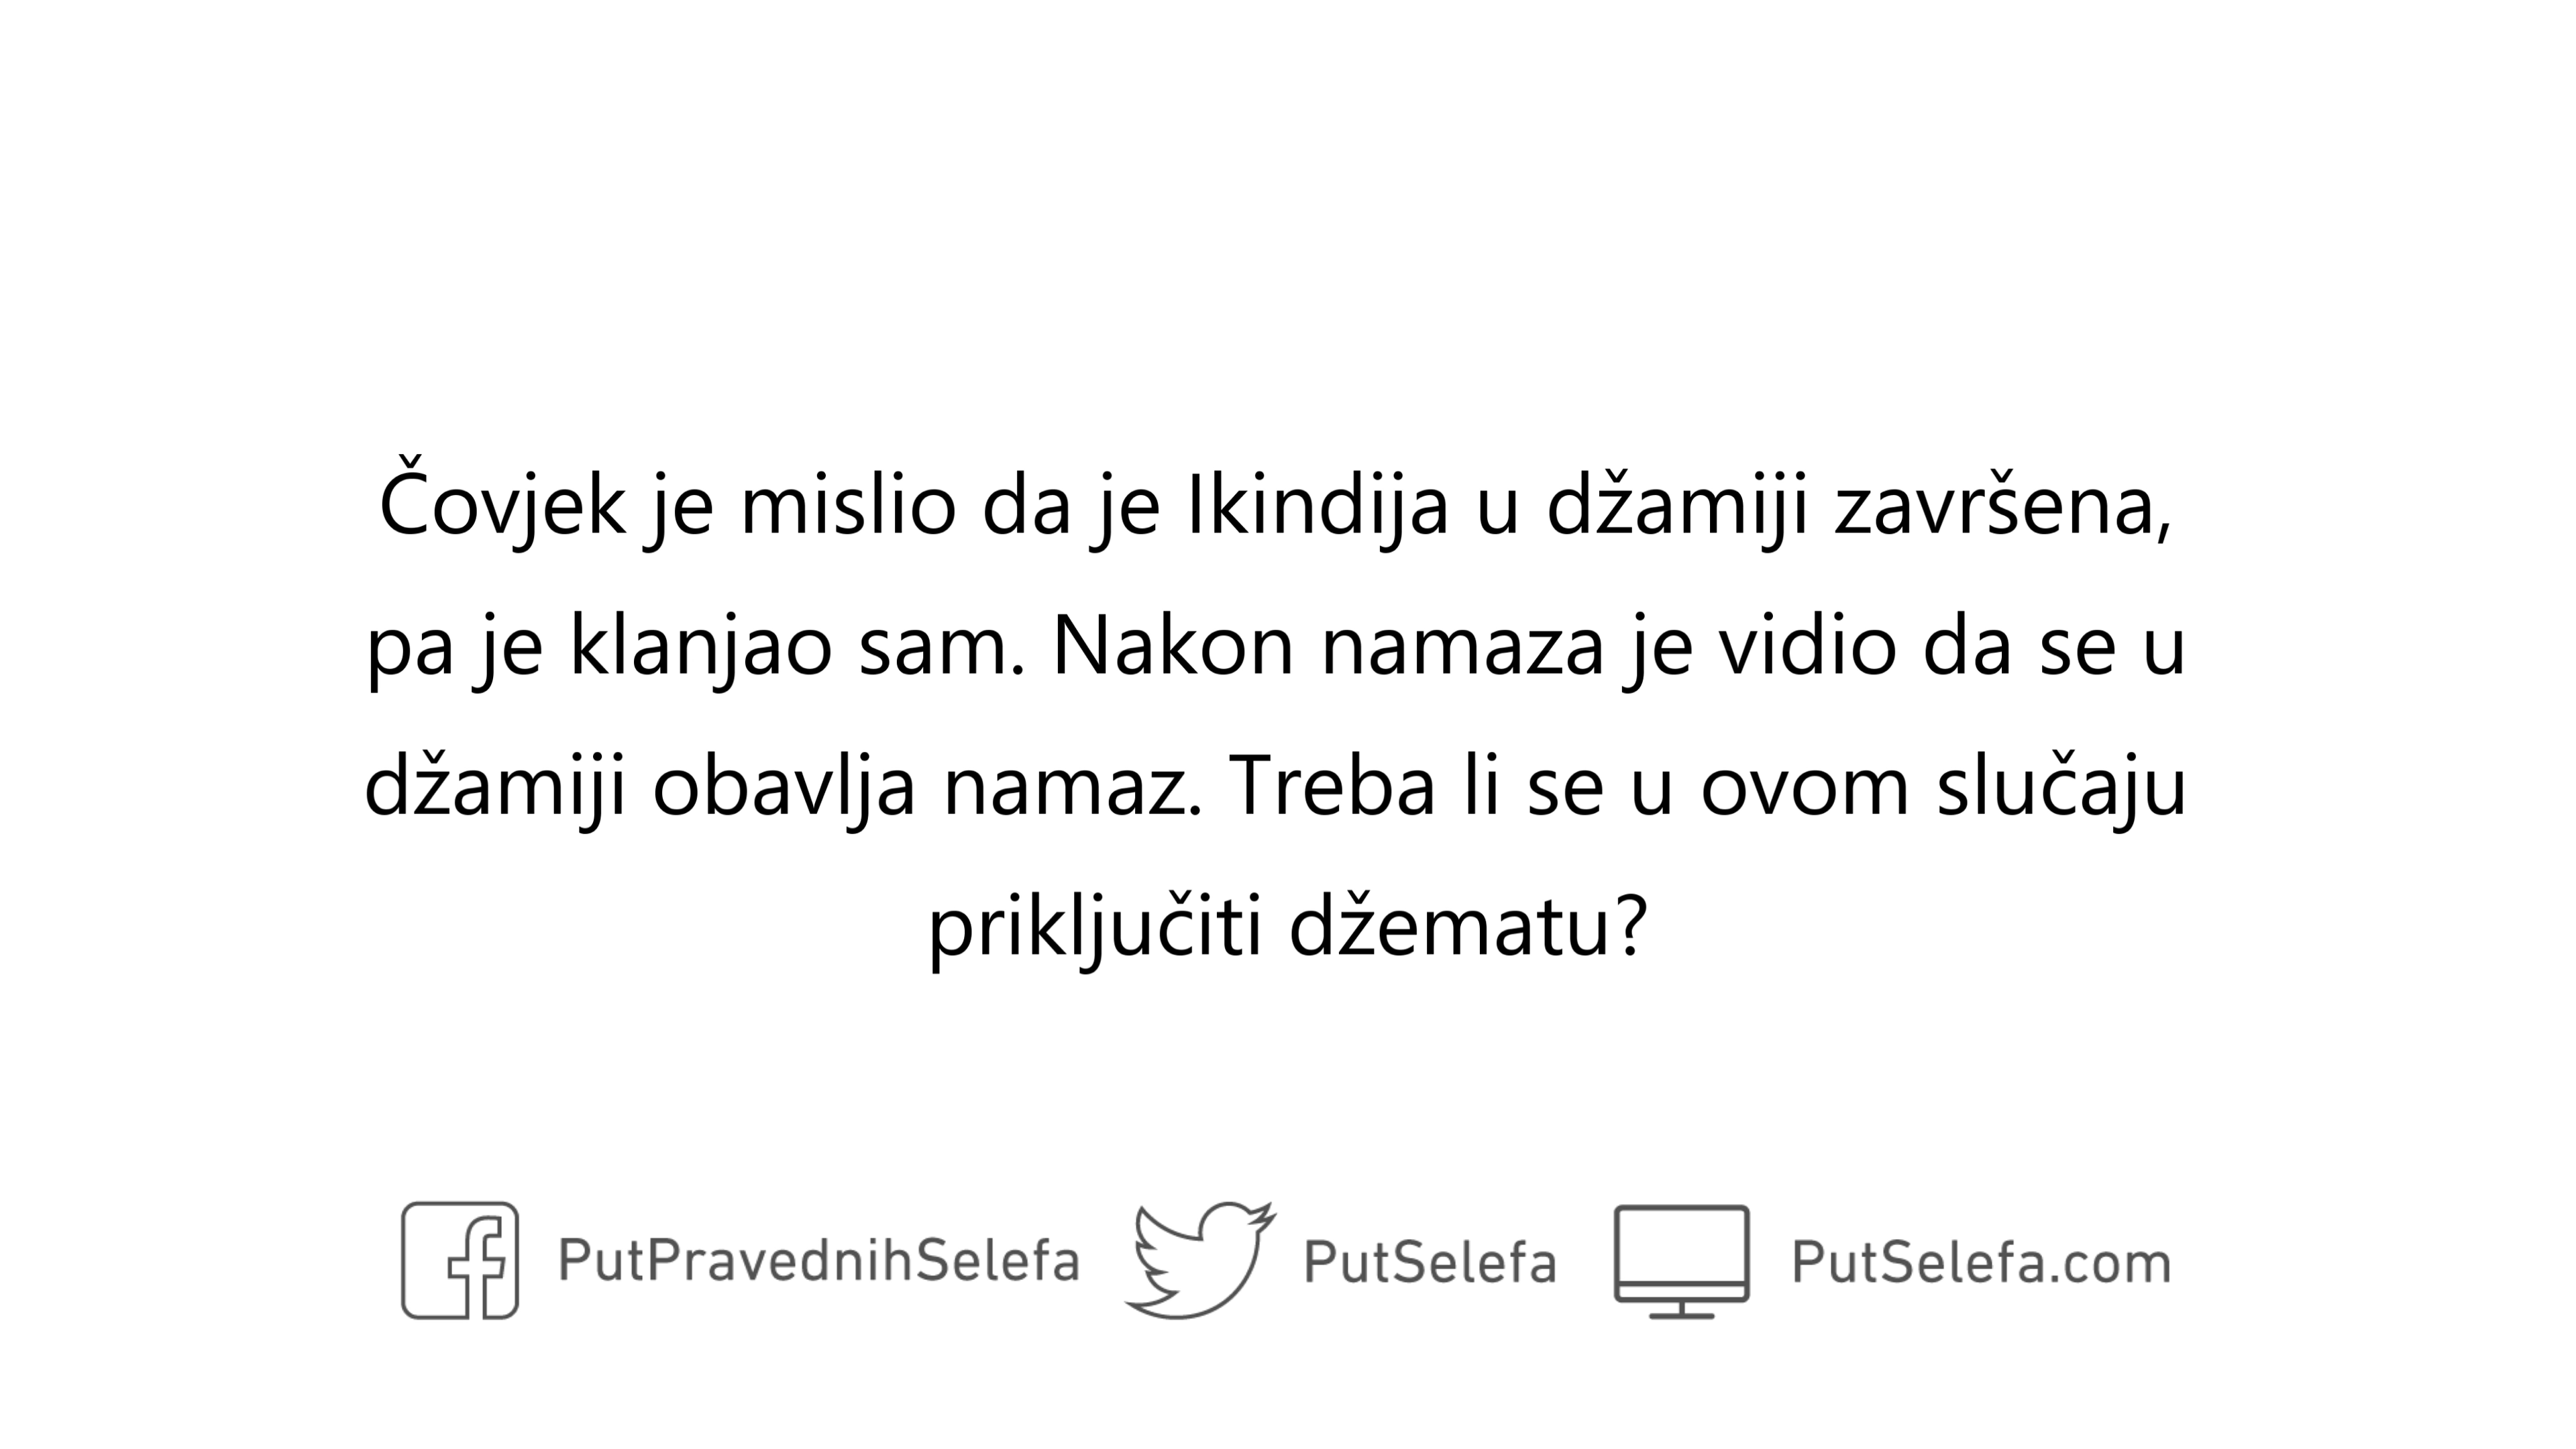 Čovjek je mislio da je Ikindija u džamiji završena,
pa je klanjao sam. Nakon namaza je vidio da se u
džamiji obavlja namaz. Treba li se u ovom slučaju
priključiti džematu?
PutPravednihSelefa PutSelefa PutSelefa.com